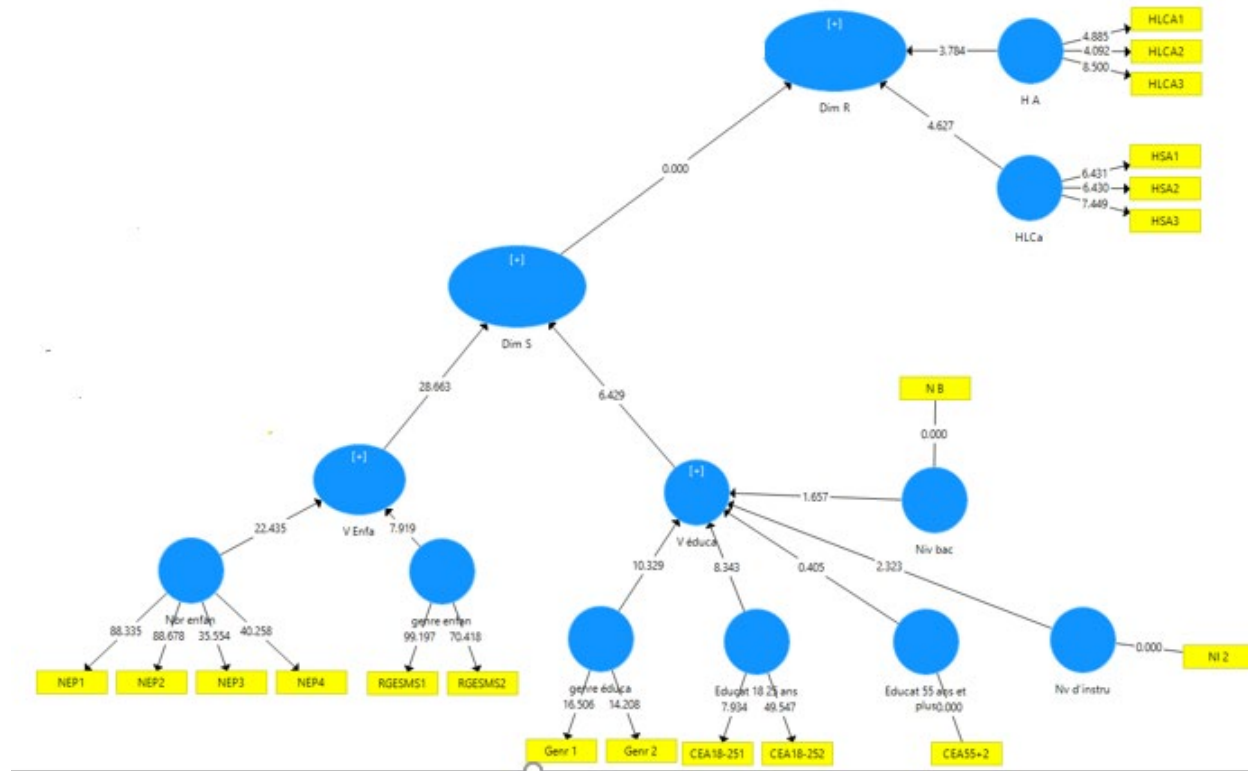 HLCA1
[+]
4.885
3.784
4.092
HLCA2
8.500
HLCA3
Dim R
H A
4.627
HSA1
6.431
0.000
6.430
HSA2
7.449
HSA3
HLCa
[+]
Dim S
28.663
6.429
N B
0.000
[+]
[+]
1.657
22.435
7.919
V Enfa
V éduca
Niv bac
10.329
8.343
0.405
2.323
Nbr enfan
genre enfan
88.335
88.678
35.554
40.258
99.197
70.418
0.000
NI 2
NEP1
NEP2
NEP3
NEP4
RGESMS1
RGESMS2
genre éduca
Educat 18 25 ans
Educat 55 ans et
plus
Nv d'instru
16.506
14.208
7.934
49.547
0.000
Genr 1
Genr 2
CEA18-251
CEA18-252
CEA55+2